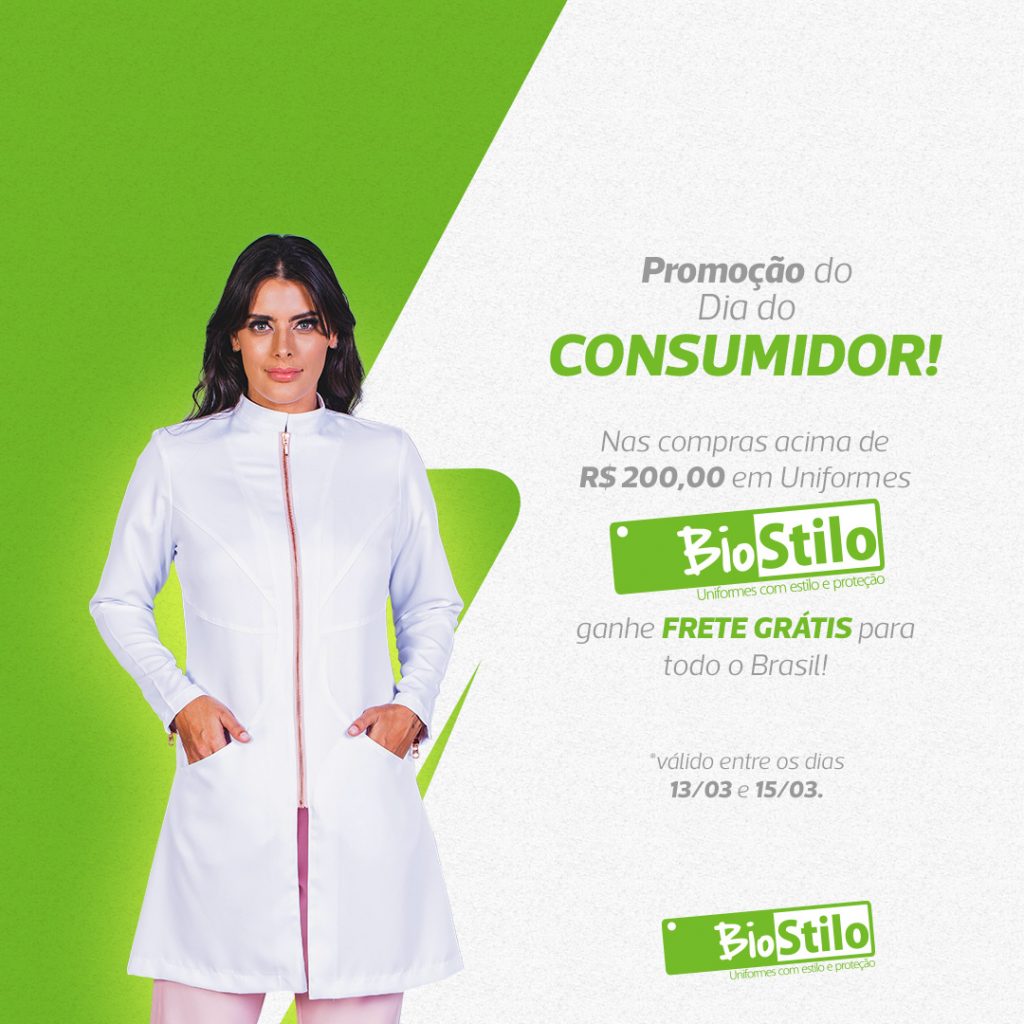 Promoção do
Dia do
CONSUMIDOR!
Nas compras acima de
R$ 200,00 em Uniformes
BioStilo
Uniformes com estilo e proteção
ganhe FRETE GRÁTIS para
todo o Brasil!
*válido entre os dias
13/03 e 15/03.
BioStilo
Uniformes com estilo e proteção